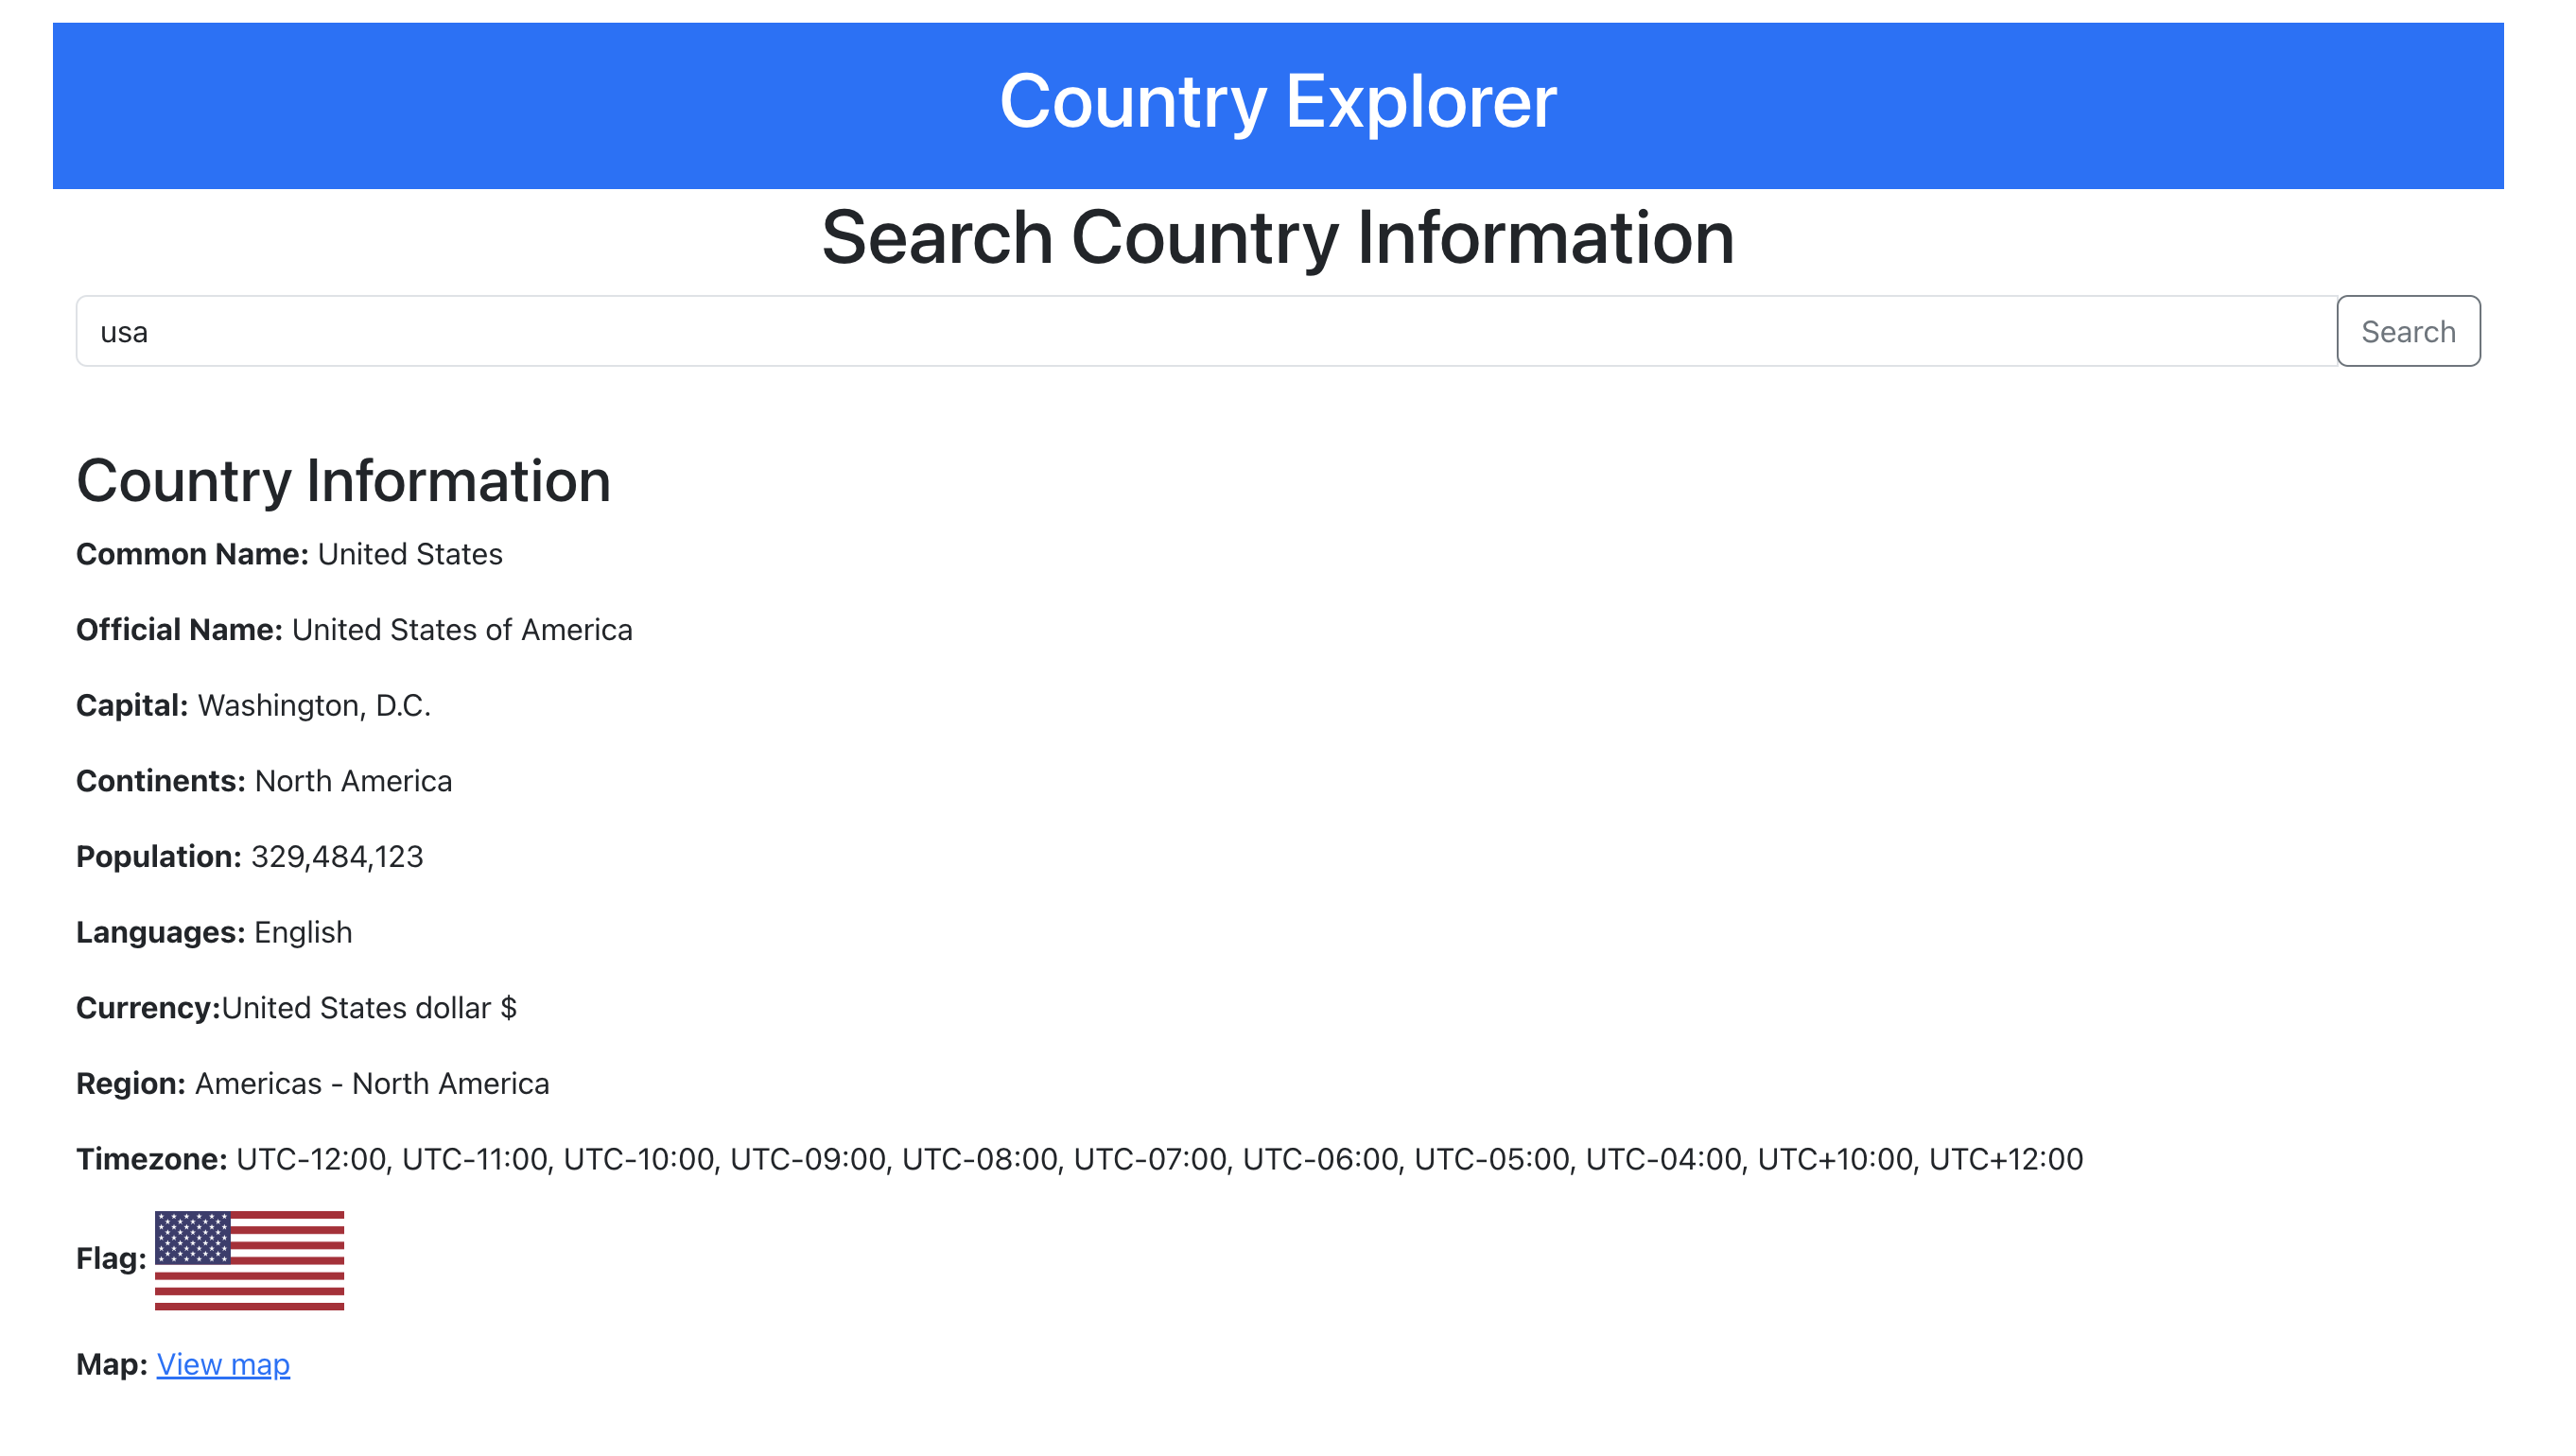 Country Explorer
Search Country Information
usa
Search
Country Information
Common Name: United States
Official Name: United States of America
Capital: Washington, D.C.
Continents: North America
Population: 329,484,123
Languages: English
Currency:United States dollar $
Region: Americas - North America
Timezone: UTC-12:00, UTC-11:00, UTC-10:00, UTC-09:00, UTC-08:00, UTC-07:00, UTC-06:00, UTC-05:00, UTC-04:00, UTC+10:00, UTC+12:00
Flag:
Map: View map